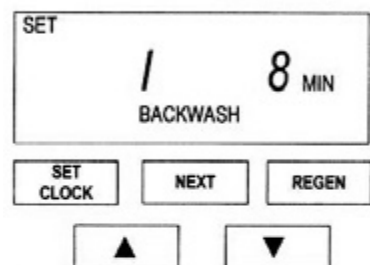 SET
1 8 MIN
BACKWASH
SET CLOCK NEXT REGEN
▲ ▼